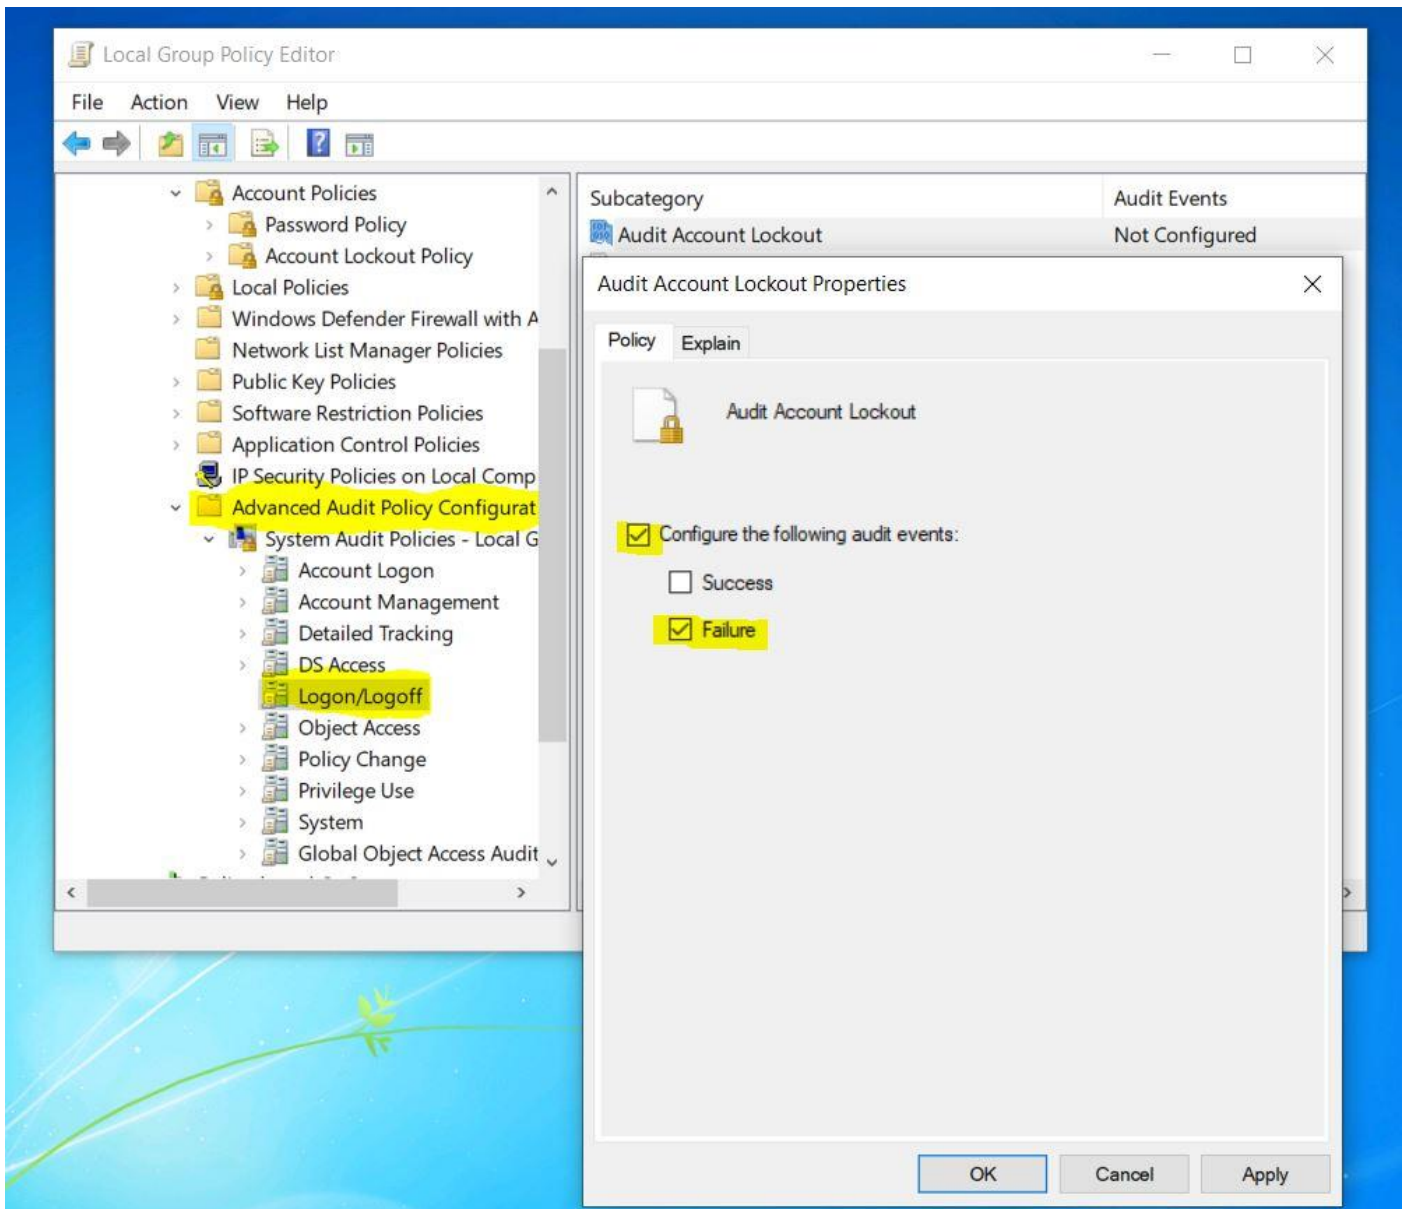 Local Group Policy Editor
File Action View Help
Account Policies
Password Policy
Account Lockout Policy
Local Policies
Windows Defender Firewall with A
Network List Manager Policies
Public Key Policies
Software Restriction Policies
Application Control Policies
IP Security Policies on Local Comp
Advanced Audit Policy Configurat
System Audit Policies - Local G
Account Logon
Account Management
Detailed Tracking
DS Access
Logon/Logoff
Object Access
Policy Change
Privilege Use
System
Global Object Access Audit
Subcategory Audit Events
Audit Account Lockout Not Configured
Audit Account Lockout Properties
Policy Explain
Audit Account Lockout
Configure the following audit events:
Success
Failure
OK Cancel Apply